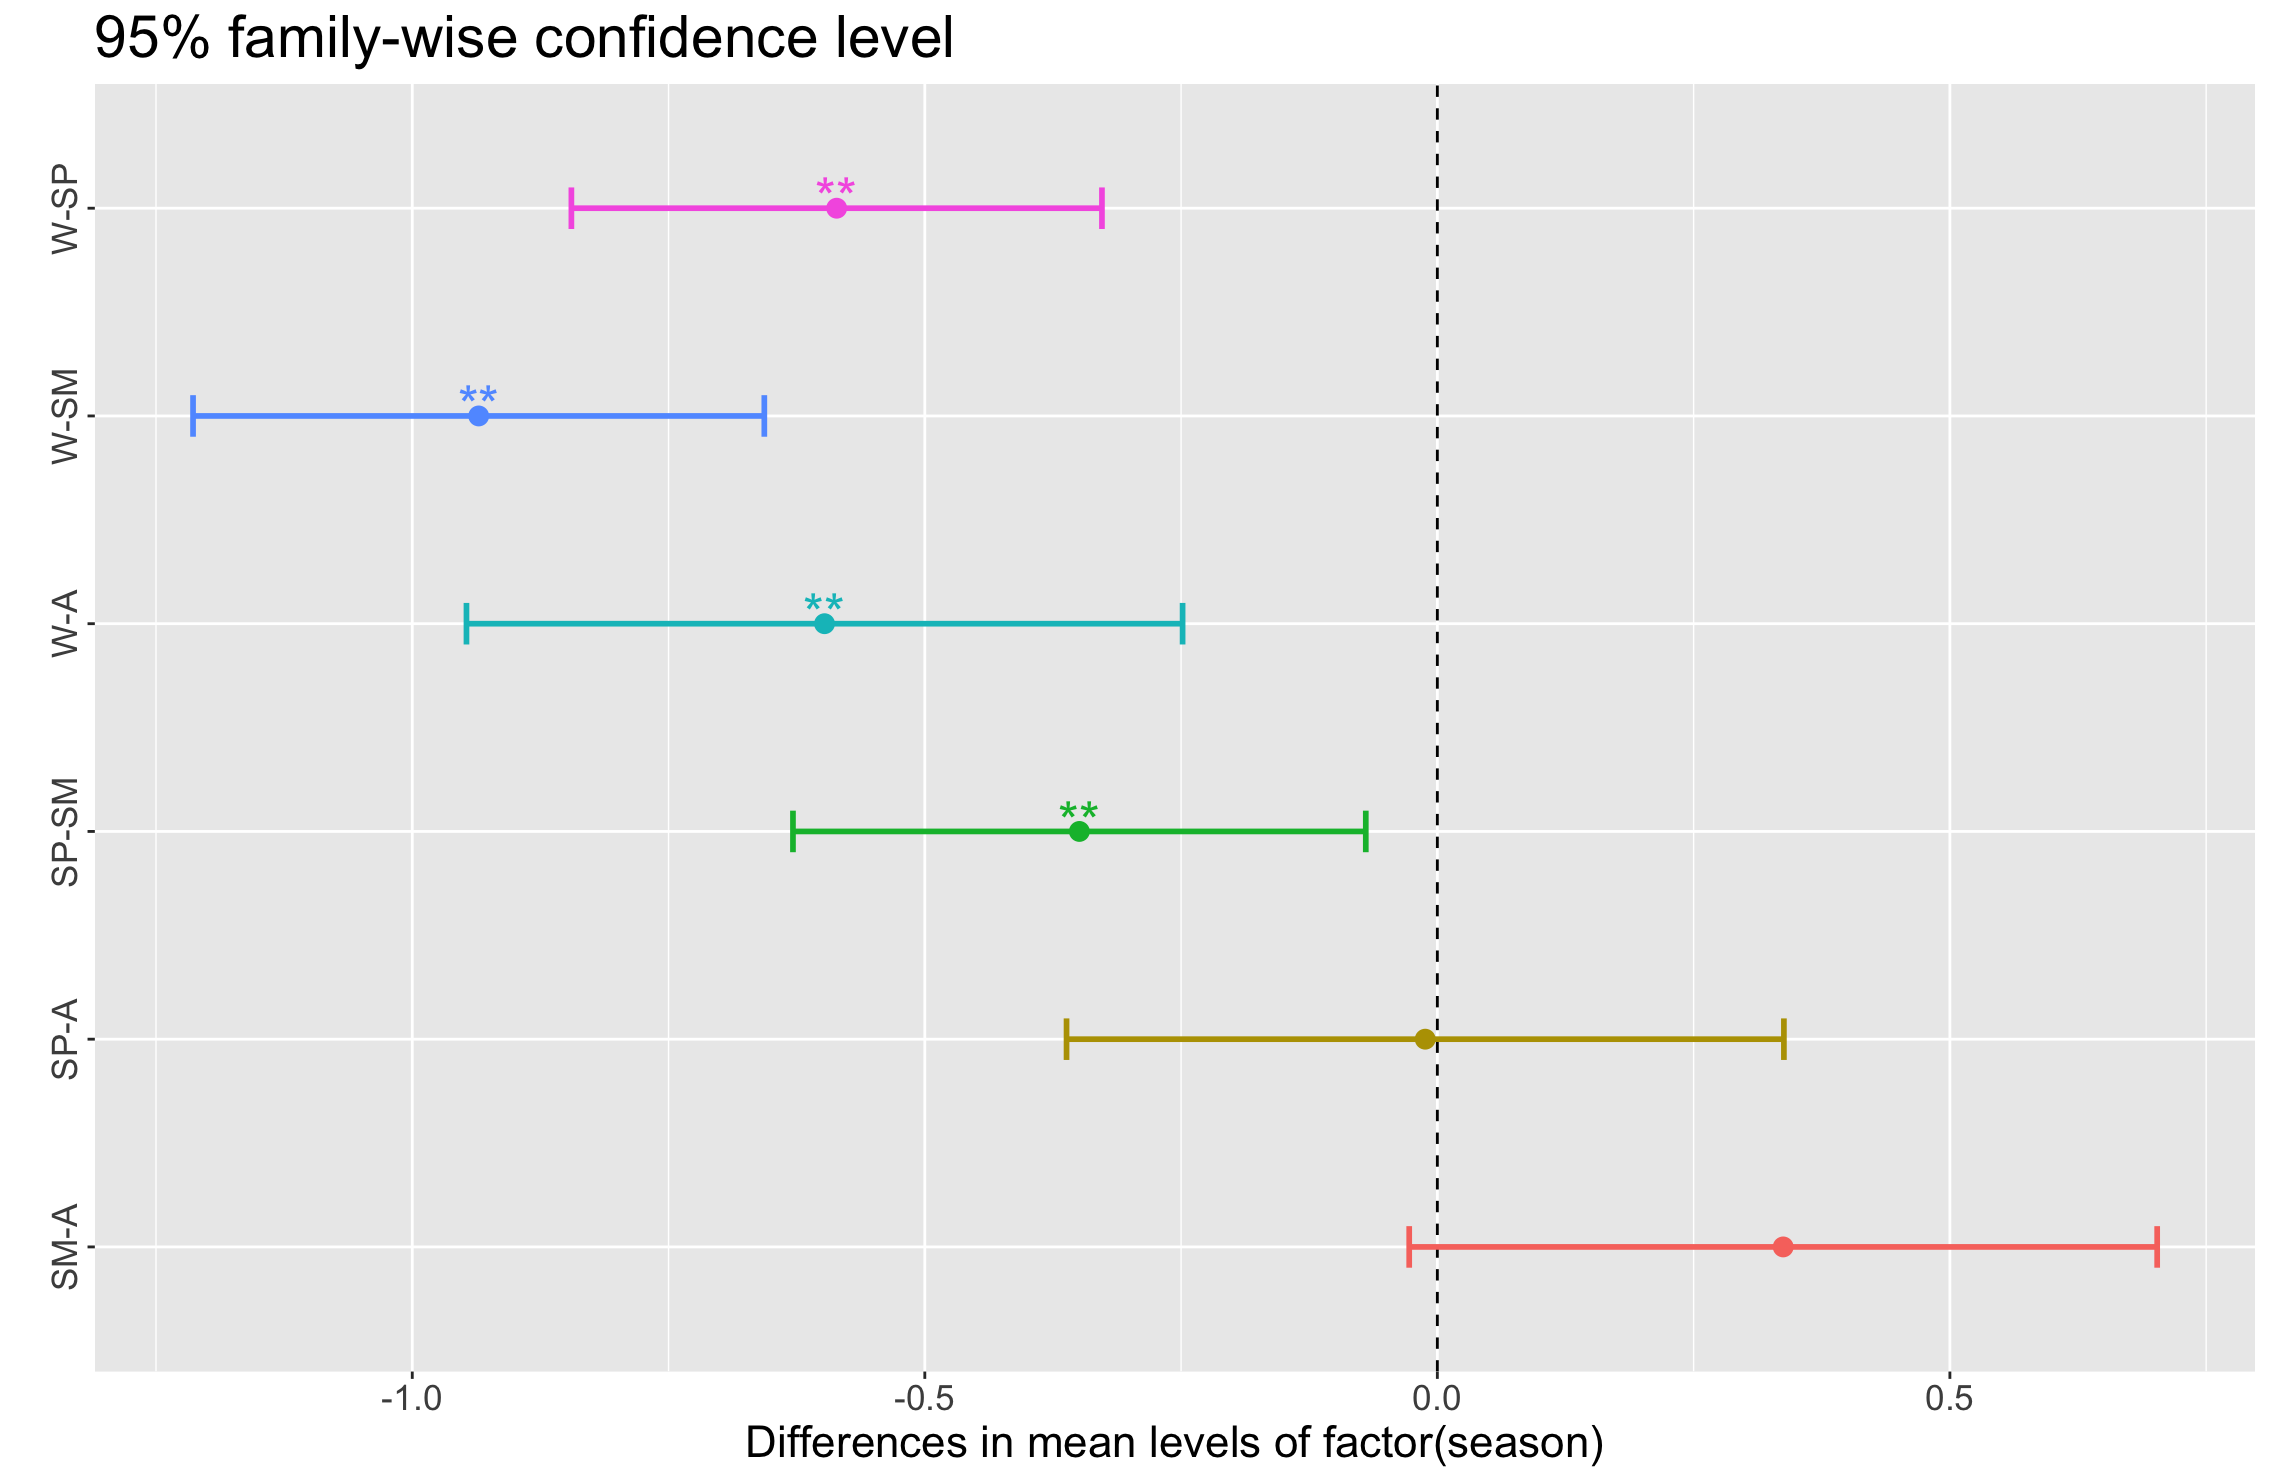 95% family-wise confidence level
W-SP
**
W-SM
**
W-A
**
SP-SM
**
SP-A
SM-A
-1.0 -0.5 0.0 0.5
Differences in mean levels of factor(season)